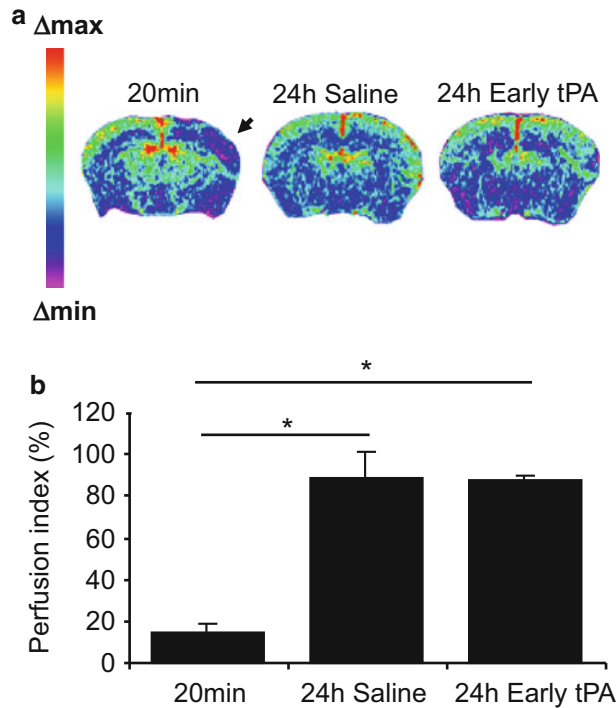 a
Δmax
20min
24h Saline
24h Early tPA
Δmin
b
*
*
Perfusion index (%)
120
100
80
60
40
20
0
20min
24h Saline
24h Early tPA